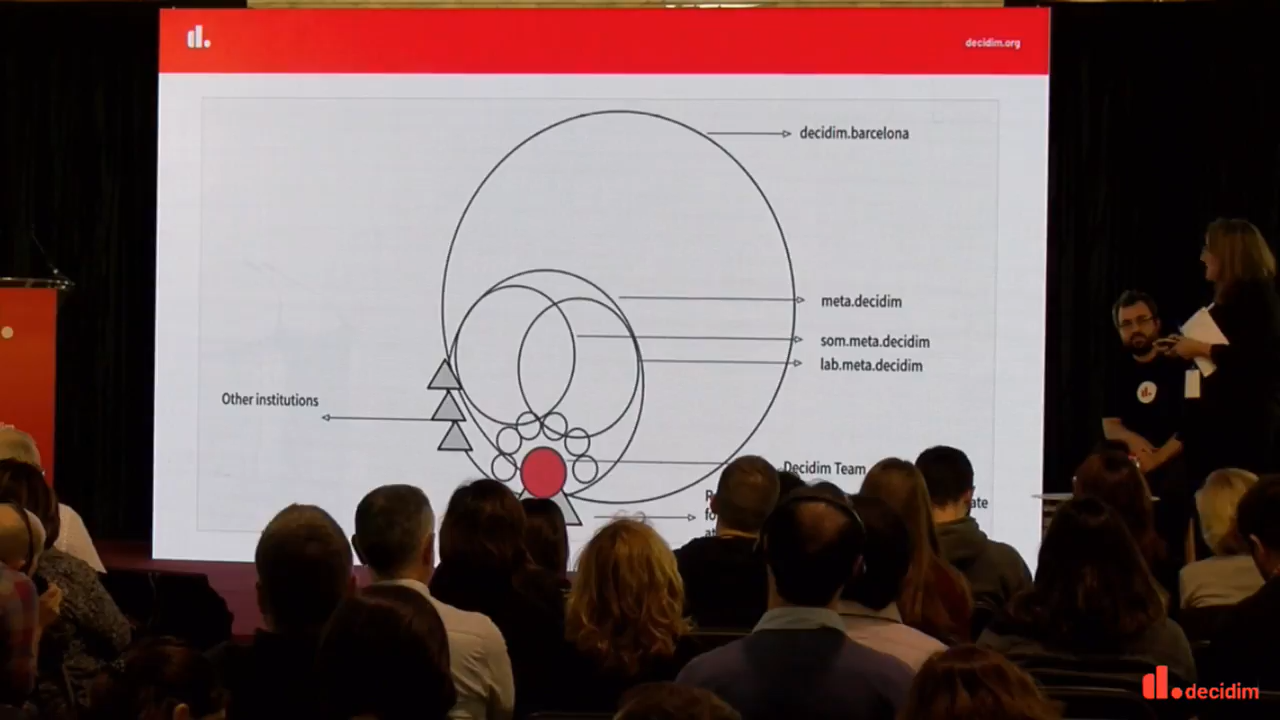 decidim.org
decidim.barcelona
meta.decidim
som.meta.decidim
lab.meta.decidim
Other institutions
Decidim Team
decidim